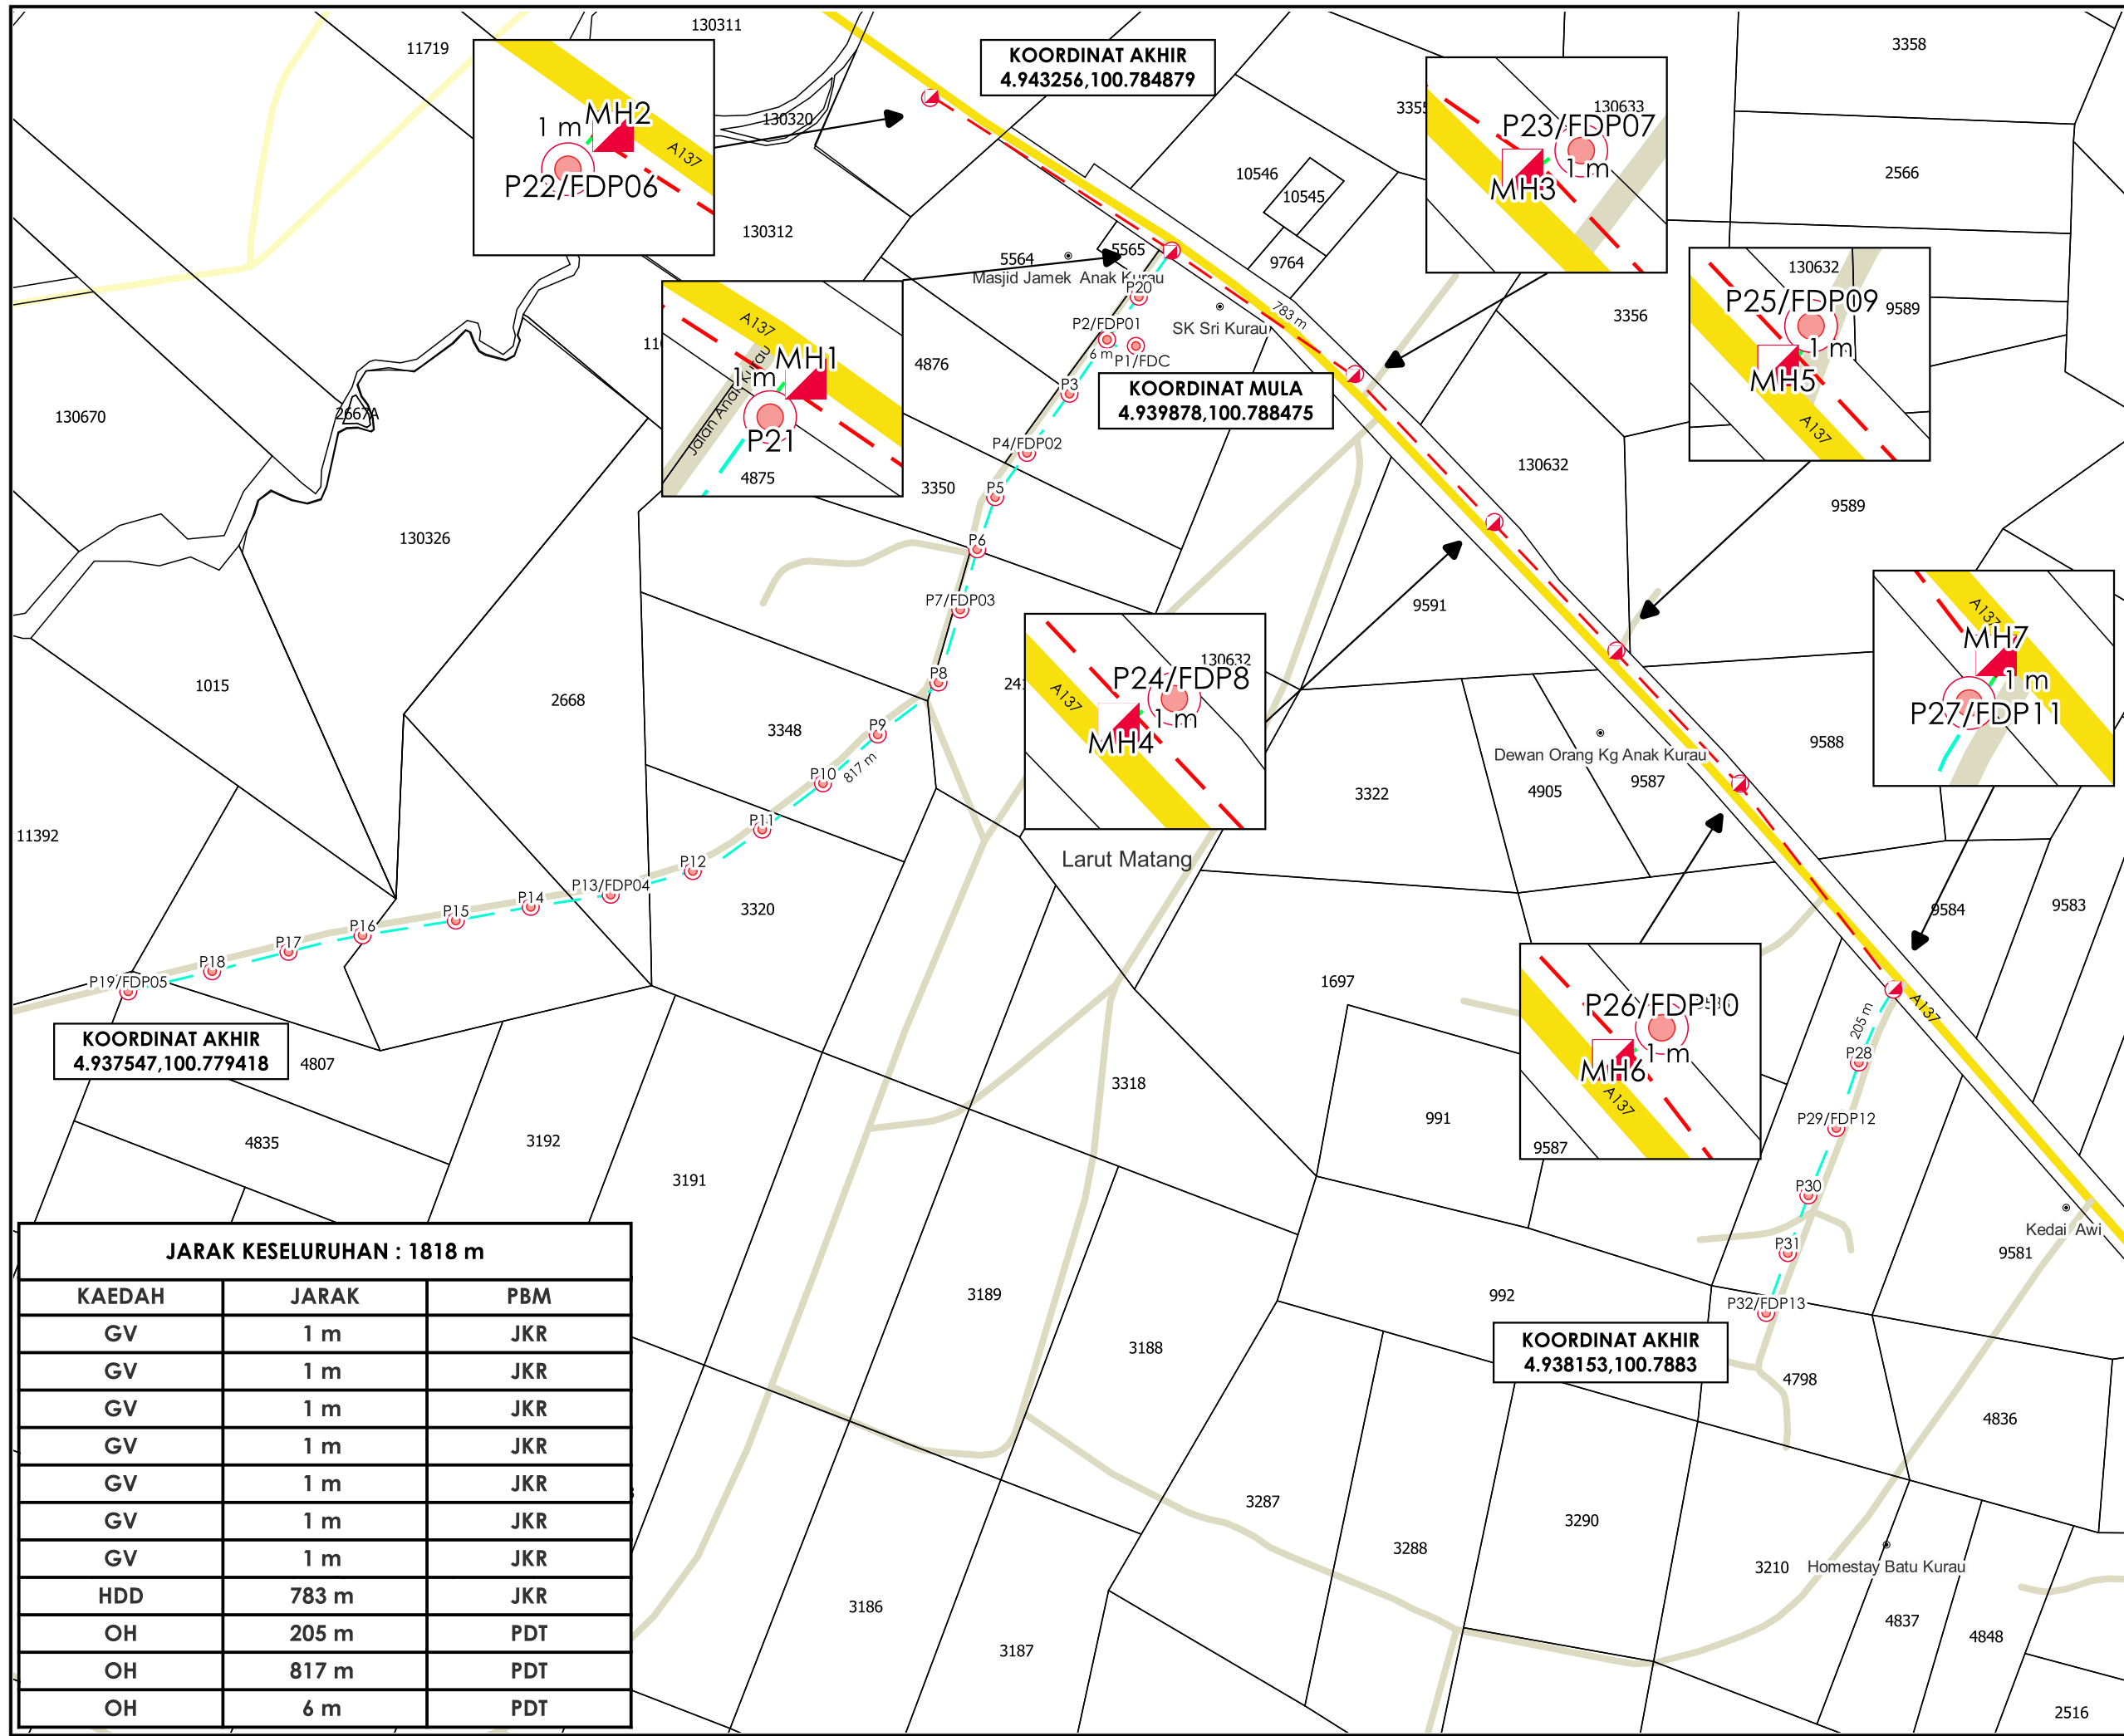 130311
11719
3358
KOORDINAT AKHIR
4.943256,100.784879
130320
MH2
1 m
A137
P22/FDP06
130633
P23/FDP07
1 m
MH3
2566
10546
10545
130312
5564
5565
9764
Masjid Jamek Anak Kurau
P20
SK Sri Kurau
783 m
P2/FDP01
6 m
P1/FDC
3356
130632
P25/FDP09
9589
1 m
MH5
A137
A137
MH1
1 m
Jalan Anak Kurau
P21
4875
4876
P3
KOORDINAT MULA
4.939878,100.788475
130670
2667A
P4/FDP02
3350
P5
130632
9589
130326
P6
P7/FDP03
9591
P8
1015
2668
3348
P9
P10
817 m
130632
P24/FDP8
A137
1 m
MH4
A137
MH7
1 m
P27/FDP11
Dewan Orang Kg Anak Kurau
9588
9587
4905
3322
11392
P11
Larut Matang
P12
P13/FDP04
3320
P14
P15
P16
P17
P18
P19/FDP05
9584
9583
1697
P26/FDP10
1 m
MH6
A137
9587
A137
205 m
P28
KOORDINAT AKHIR
4.937547,100.779418
4807
3318
991
P29/FDP12
4835
3192
3191
P30
Kedai Awi
9581
P31
3189
992
P32/FDP13
KOORDINAT AKHIR
4.938153,100.7883
3188
4798
4836
3287
3288
3290
3210
Homestay Batu Kurau
3186
3187
4837
4848
2516
JARAK KESELURUHAN : 1818 m
KAEDAH JARAK PBM
GV 1 m JKR
GV 1 m JKR
GV 1 m JKR
GV 1 m JKR
GV 1 m JKR
GV 1 m JKR
GV 1 m JKR
HDD 783 m JKR
OH 205 m PDT
OH 817 m PDT
OH 6 m PDT